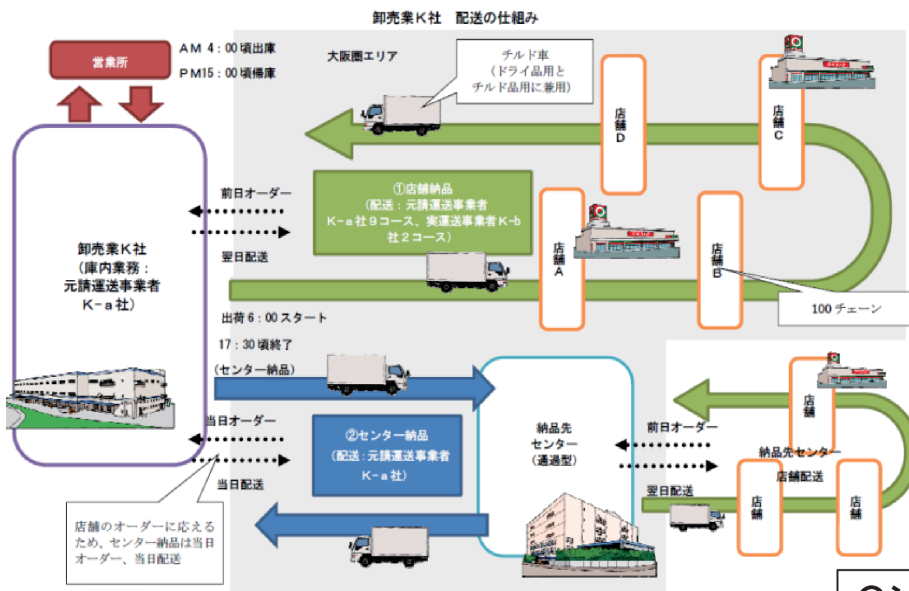 卸売業K社 配送の仕組み
営業所
AM 4:00頃出庫
PM15:00頃帰庫
大阪圏エリア
チルド車
(ドライ品用と
チルド品用に兼用)
店舗D
店舗C
前日オーダー
翌日配送
①店舗納品
(配送:元請運送事業者
K-a社9コース、実運送事業者K-b
社2コース)
店舗A
店舗B
卸売業K社
(庫内業務:
元請運送事業者
K-a社)
100チェーン
出荷6:00スタート
17:30頃終了
(センター納品)
当日オーダー
当日配送
②センター納品
(配送:元請運送事業者
K-a社)
納品先
センター
(通過型)
前日オーダー
翌日配送
納品先センター
店舗配送
店舗
店舗
店舗
店舗のオーダーに応える
ため、センター納品は当日
オーダー、当日配送